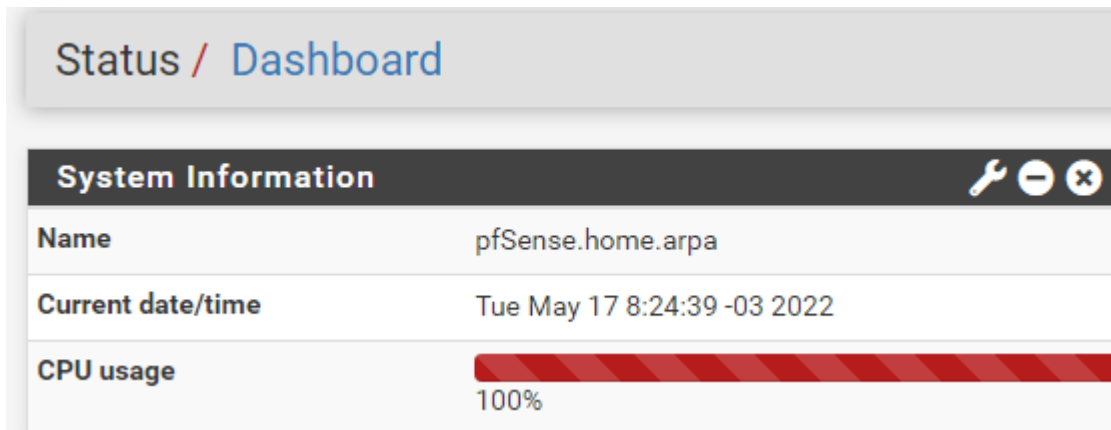 Status / Dashboard
System Information
Name pfSense.home.arpa
Current date/time Tue May 17 8:24:39 -03 2022
CPU usage
100%